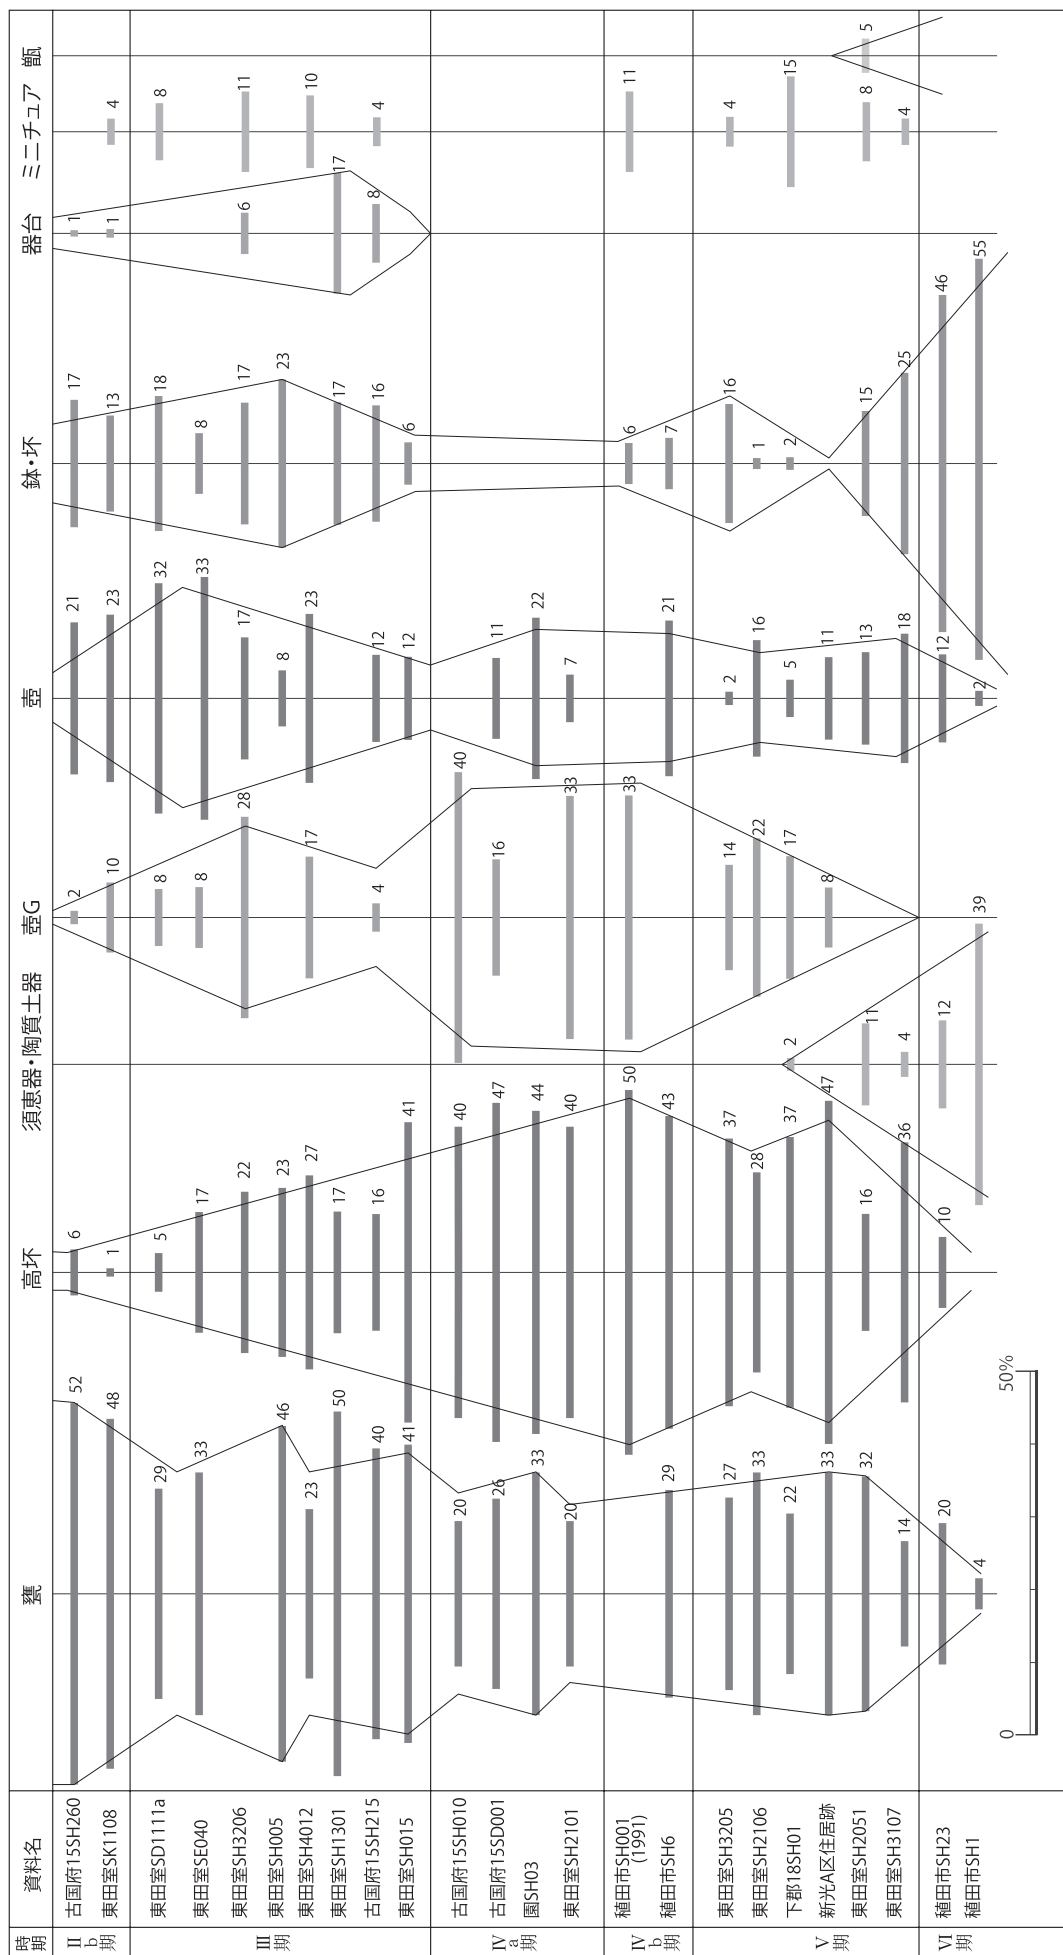 時期 資料名 甕 高坏 須恵器・陶質土器 壺G 壺 鉢・坏 器台 ミニチュア 甑
Ⅱb期
古国府15SH260 52 6 2 21 17 1
東田室SK1108 48 1 10 23 13 1 4
Ⅲ期
東田室SD1111a 29 5 8 32 18 8
東田室SE040 33 17 8 33 8
東田室SH3206 22 28 17 17 6 11
東田室SH005 46 23 8 23
東田室SH4012 23 27 17 23 10
東田室SH1301 50 17 17 17
古国府15SH215 40 16 4 12 16 8 4
東田室SH015 41 41 12 6
Ⅳa期
古国府15SH010 20 40 40
古国府15SD001 26 47 16 11
園SH03 33 44 22
東田室SH2101 20 40 33 7
Ⅳb期
稙田市SH001 50 33 6 11
(1991)
稙田市SH6 29 43 21 7
Ⅴ期
東田室SH3205 27 37 14 2 16 4
東田室SH2106 33 28 22 16 1
下郡18SH01 22 37 2 17 5 2 15
新光A区住居跡 33 47 8 11
東田室SH2051 32 16 11 13 15 8 5
東田室SH3107 14 36 4 18 25 4
Ⅵ期
稙田市SH23 20 10 12 12 46
稙田市SH1 4 39 2 55
0 50%